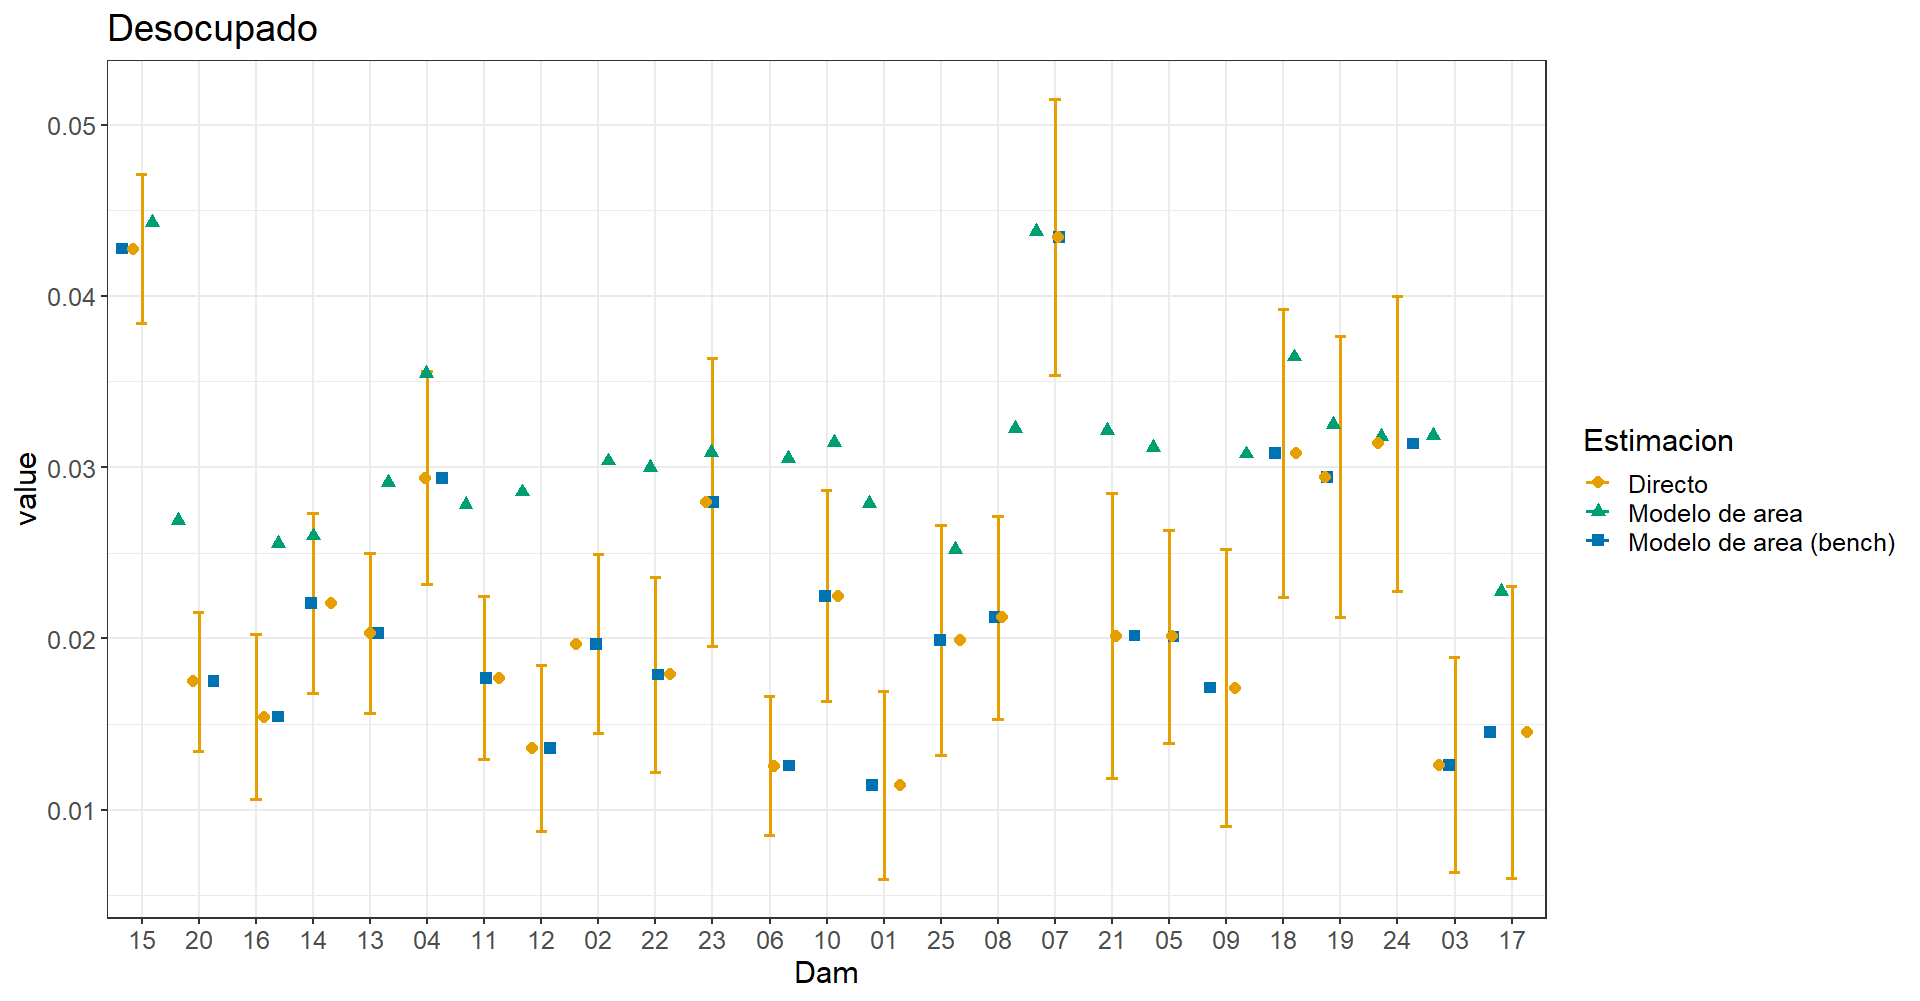 Desocupado
0.05
0.04
0.03
0.02
0.01
value
15 20 16 14 13 04 11 12 02 22 23 06 10 01 25 08 07 21 05 09 18 19 24 03 17
Dam
Estimacion
Directo
Modelo de area
Modelo de area (bench)